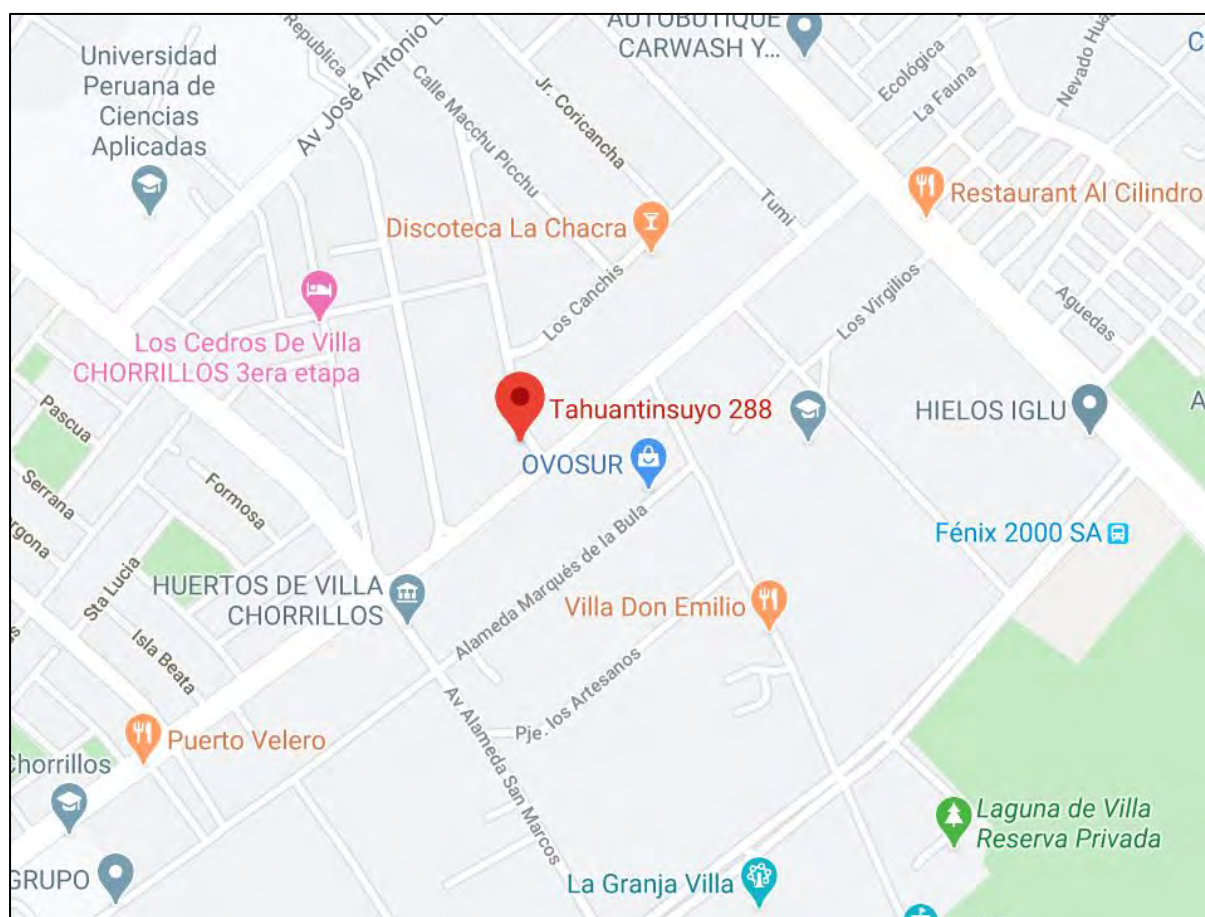 AUTOBUTIQUE
CARWASH Y...
Universidad
Peruana de
Ciencias
Aplicadas
Republica
Av José Antonio L
Calle Macchu Picchu
Jr. Coricancha
Ecológica
La Fauna
Nevado Hua
C
Restaurant Al Cilindro
Tumi
Discoteca La Chacra
Los Canchis
Los Virgilios
Aguedas
Los Cedros De Villa
CHORRILLOS 3era etapa
Pascua
Tahuantinsuyo 288
HIELOS IGLU
A
OVOSUR
Serrana
Formosa
Alameda Marqués de la Bula
Fénix 2000 SA
Sta Lucia
HUERTOS DE VILLA
CHORRILLOS
Villa Don Emilio
Isla Beata
Pje. los Artesanos
Av Alameda San Marcos
Puerto Velero
Chorrillos
Laguna de Villa
Reserva Privada
GRUPO
La Granja Villa